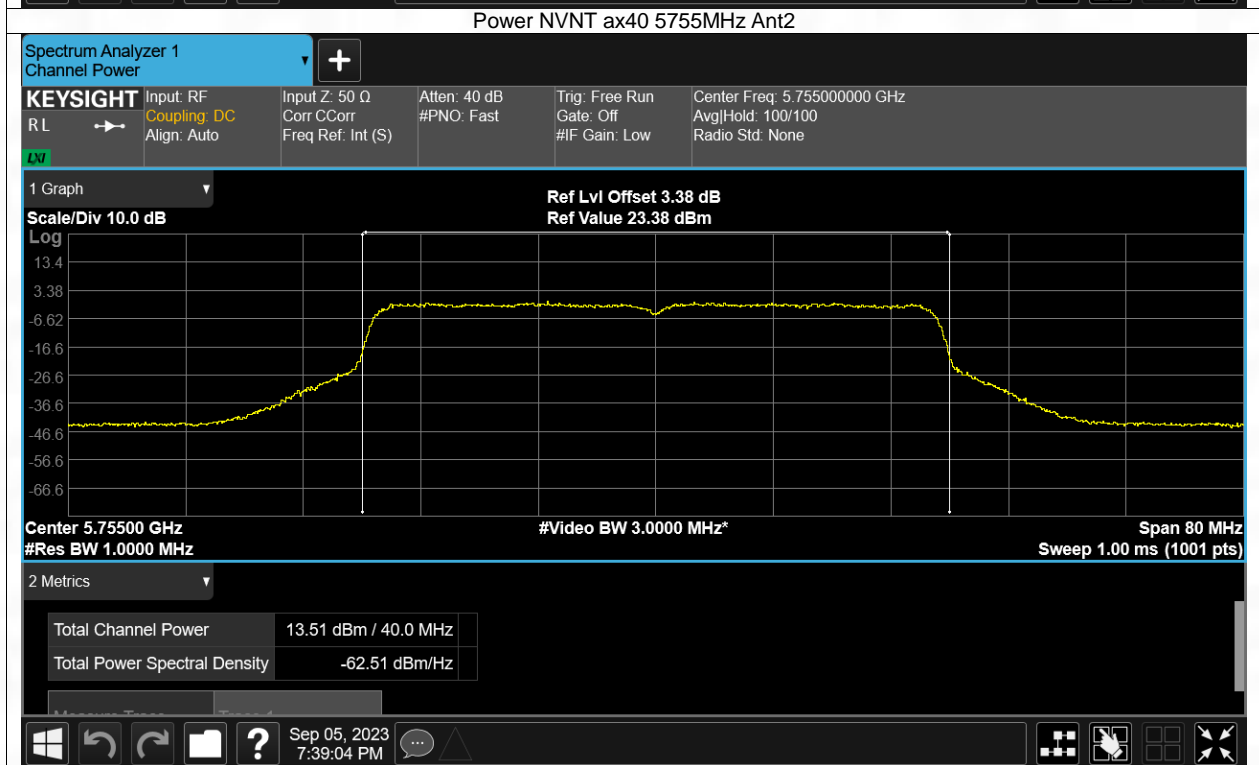 Power NVNT ax40 5755MHz Ant2
Spectrum Analyzer 1
Channel Power
KEYSIGHT
RL
LXI
Input: RF
Coupling: DC
Align: Auto
Input Z: 50 Ω
Corr CCorr
Freq Ref: Int (S)
Atten: 40 dB
#PNO: Fast
Trig: Free Run
Gate: Off
#IF Gain: Low
Center Freq: 5.755000000 GHz
Avg|Hold: 100/100
Radio Std: None
1 Graph
Scale/Div 10.0 dB
Ref Lvl Offset 3.38 dB
Ref Value 23.38 dBm
Log
13.4
3.38
-6.62
-16.6
-26.6
-36.6
-46.6
-56.6
-66.6
Center 5.75500 GHz
#Video BW 3.0000 MHz*
Span 80 MHz
#Res BW 1.0000 MHz
Sweep 1.00 ms (1001 pts)
2 Metrics
Total Channel Power 13.51 dBm / 40.0 MHz
Total Power Spectral Density -62.51 dBm/Hz
?
Sep 05, 2023
7:39:04 PM